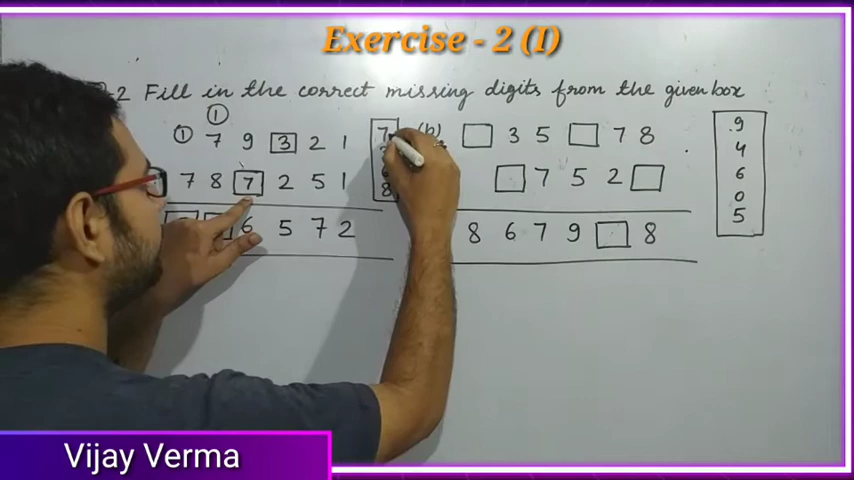 Exercise - 2 (I)
2 Fill in the correct missing digits from the given box
① ①
7 9 3 2 1
7 8 7 2 5 1
6 5 7 2
7
8
(b) 3 5 7 8
7 5 2
8 6 7 9 8
9
4
6
0
5
Vijay Verma